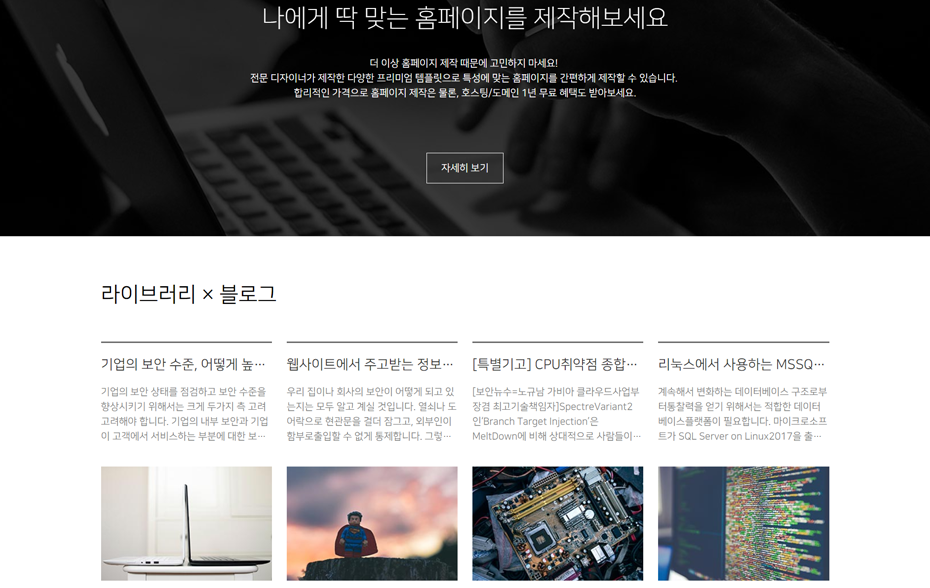 나에게 딱 맞는 홈페이지를 제작해보세요
더 이상 홈페이지 제작 때문에 고민하지 마세요!
전문 디자이너가 제작한 다양한 프리미엄 템플릿으로 특성에 맞는 홈페이지를 간편하게 제작할 수 있습니다.
합리적인 가격으로 홈페이지 제작은 물론, 호스팅/도메인 1년 무료 혜택도 받아보세요.
자세히 보기
라이브러리 × 블로그
기업의 보안 수준, 어떻게 높…
기업의 보안 상태를 점검하고 보안 수준을
향상시키기 위해서는 크게 두가지 측 고려
고려해야 합니다. 기업의 내부 보안과 기업
이 고객에서 서비스하는 부분에 대한 보…
웹사이트에서 주고받는 정보…
우리 집이나 회사의 보안이 어떻게 되고 있
는지는 모두 알고 계실 것입니다. 열쇠나 도
어락으로 현관문을 걸어 잠그고, 외부인이
함부로출입할 수 없게 통제합니다. 그렇…
[특별기고] CPU취약점 종합…
[보안뉴수=노규남 가비아 클라우드사업부
장겸 최고기술책임자]SpectreVariant2
인'Branch Target Injection'은
MeltDown에 비해 상대적으로 사람들이…
리눅스에서 사용하는 MSSQ…
계속해서 변화하는 데이터베이스 구조로부
터통찰력을 얻기 위해서는 적합한 데이터
베이스플랫폼이 필요합니다. 마이크로소프
트가 SQL Server on Linux2017을 출…